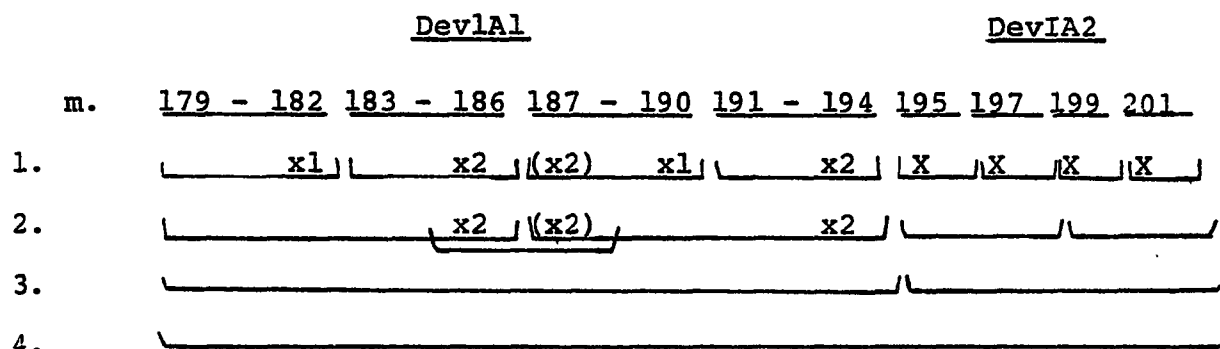 Dev1A1 DevIA2
m. 179 - 182 183 - 186 187 - 190 191 - 194 195 197 199 201
1. x1 x2 (x2) x1 x2 X X X X
2. x2 (x2) x2
3.
4.